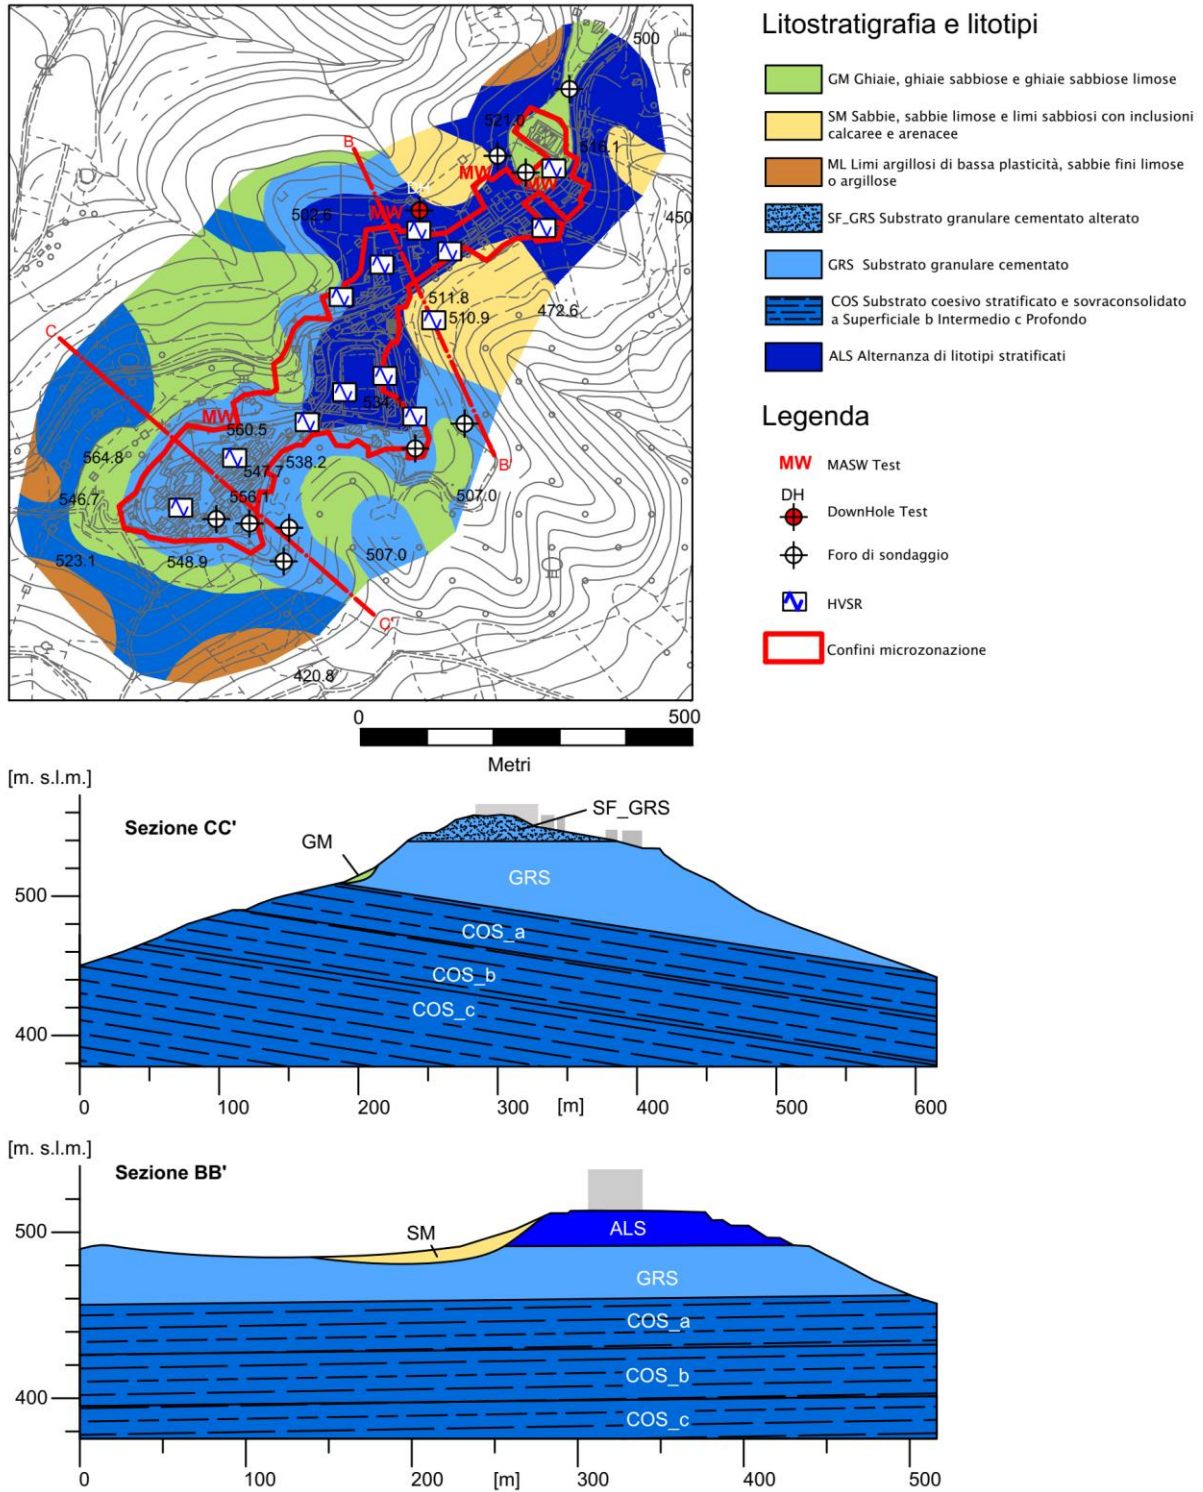 Litostratigrafia e litotipi
GM Ghiaie, ghiaie sabbiose e ghiaie sabbiose limose
SM Sabbie, sabbie limose e limi sabbiosi con inclusioni
calcaree e arenacee
ML Limi argillosi di bassa plasticità, sabbie fini limose
o argillose
SF_GRS Substrato granulare cementato alterato
GRS Substrato granulare cementato
COS Substrato coesivo stratificato e sovraconsolidato
a Superficiale b Intermedio c Profondo
ALS Alternanza di litotipi stratificati
Legenda
MW MASW Test
DH
DownHole Test
Foro di sondaggio
HVSR
Confini microzonazione
500
521.0
B
516.1
MW
MW
DH
502.6
MW
450
511.8
510.9
472.6
C
534.
MW
560.5
564.8
538.2
547.7
B'
546.7
556.1
507.0
523.1
548.9
507.0
C'
420.8
0 500
Metri
[m. s.l.m.]
Sezione CC'
SF_GRS
GM
GRS
500
COS_a
COS_b
COS_c
400
0 100 200 300 [m] 400 500 600
[m. s.l.m.]
Sezione BB'
SM
ALS
500
GRS
COS_a
COS_b
400
COS_c
0 100 200 [m] 300 400 500